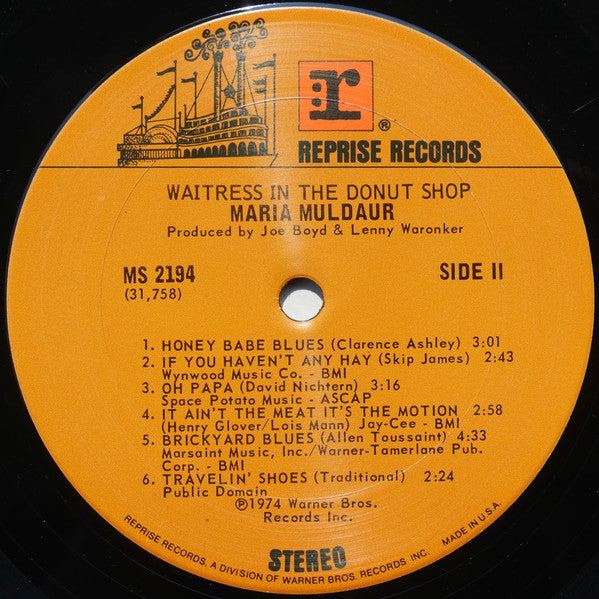 r
®
REPRISE RECORDS
WAITRESS IN THE DONUT SHOP
MARIA MULDAUR
Produced by Joe Boyd & Lenny Waronker
MS 2194
(31,758)
SIDE II
1. HONEY BABE BLUES (Clarence Ashley) 3:01
2. IF YOU HAVEN'T ANY HAY (Skip James) 2:43
Wynwood Music Co. - BMI
3. OH PAPA (David Nichtern) 3:16
Space Potato Music - ASCAP
4. IT AIN'T THE MEAT IT'S THE MOTION 2:58
(Henry Glover/Lois Mann) Jay-Cee - BMI
5. BRICKYARD BLUES (Allen Toussaint) 4:33
Marsaint Music, Inc./Warner-Tamerlane Pub.
Corp. - BMI
6. TRAVELIN' SHOES (Traditional) 2:24
Public Domain
℗1974 Warner Bros.
Records Inc.
STEREO
REPRISE RECORDS, A DIVISION OF WARNER BROS. RECORDS INC. MADE IN U.S.A.